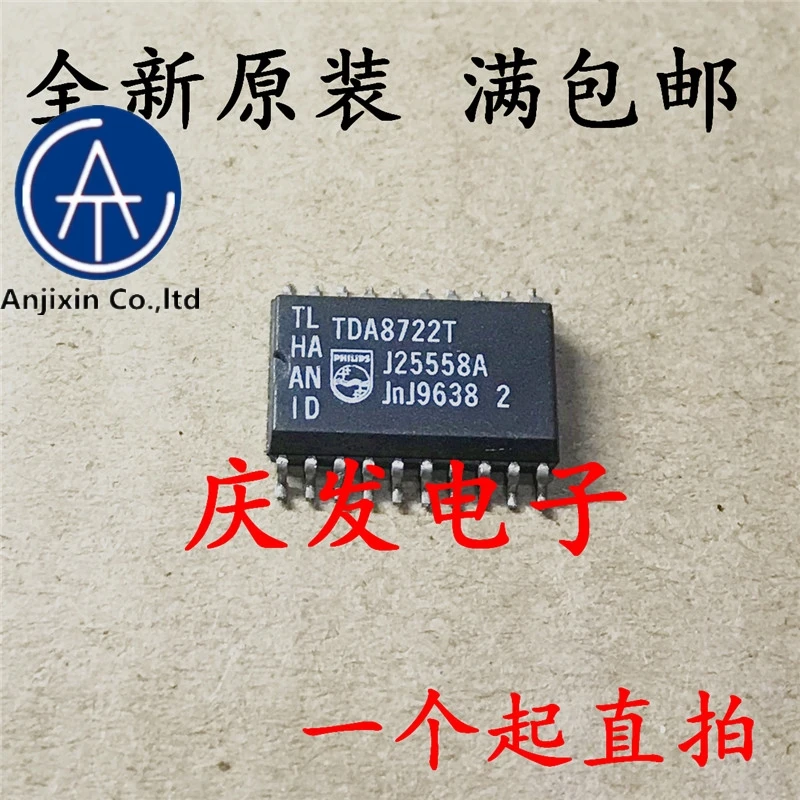 全新原装 满包邮
AT
Anjixin Co.,ltd
TL
HA
AN
ID
TDA8722T
PHILIPS
J25558A
JnJ9638 2
庆发电子
一个起直拍